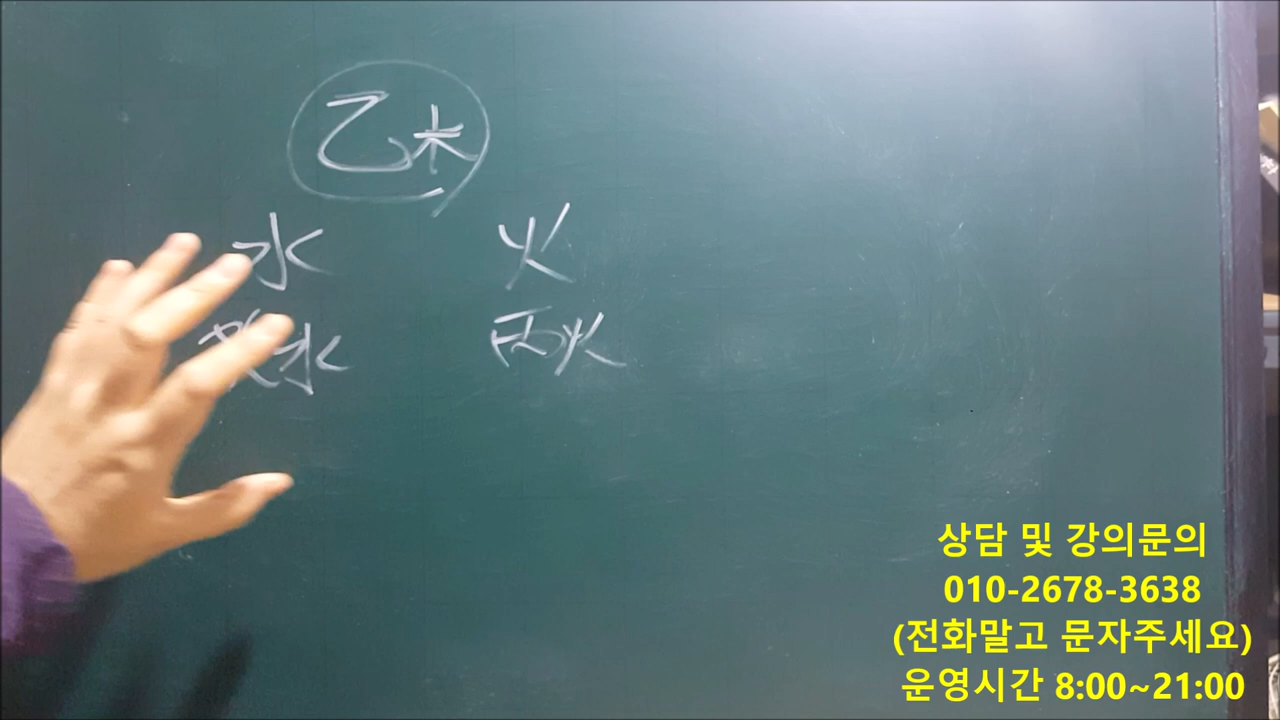 乙木
水 火
水 丙火
상담 및 강의문의
010-2678-3638
(전화말고 문자주세요)
운영시간 8:00~21:00